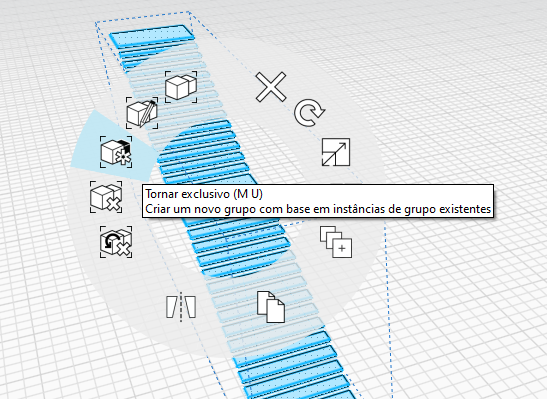 Tornar exclusivo (M U)
Criar um novo grupo com base em instâncias de grupo existentes